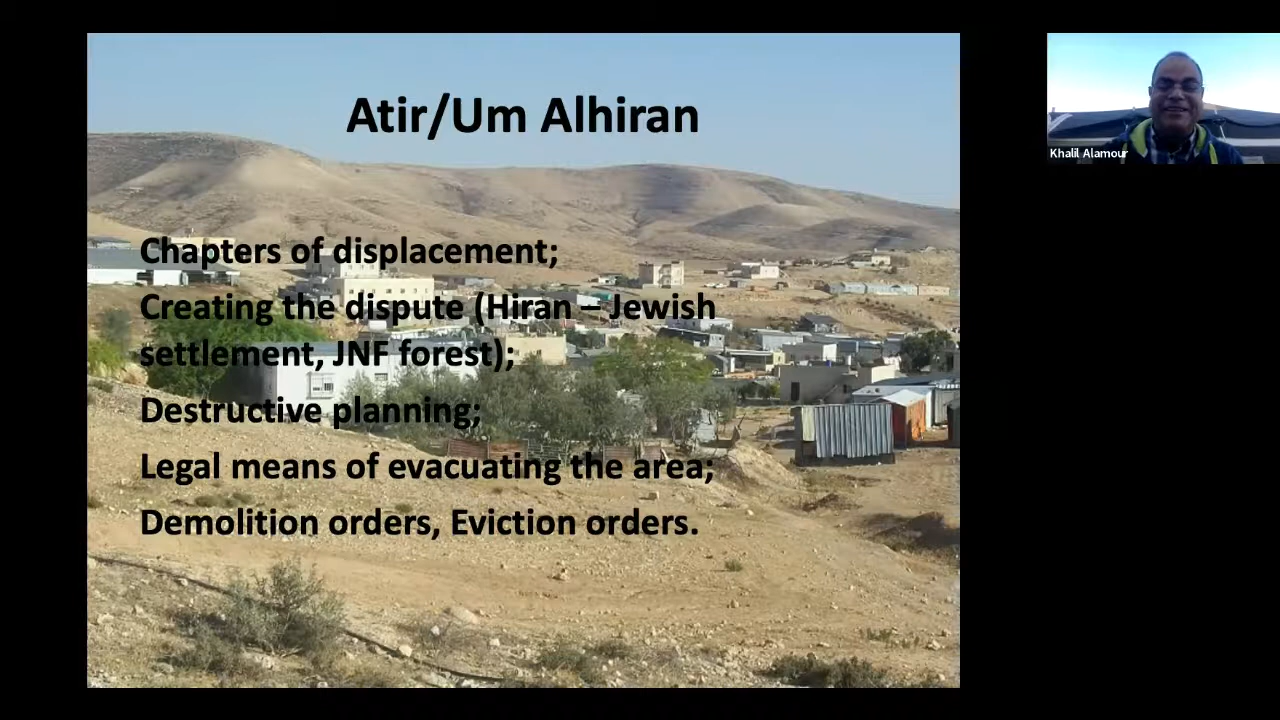 Atir/Um Alhiran
Khalil Alamour
Chapters of displacement;
Creating the dispute (Hiran – Jewish
settlement, JNF forest);
Destructive planning;
Legal means of evacuating the area;
Demolition orders, Eviction orders.